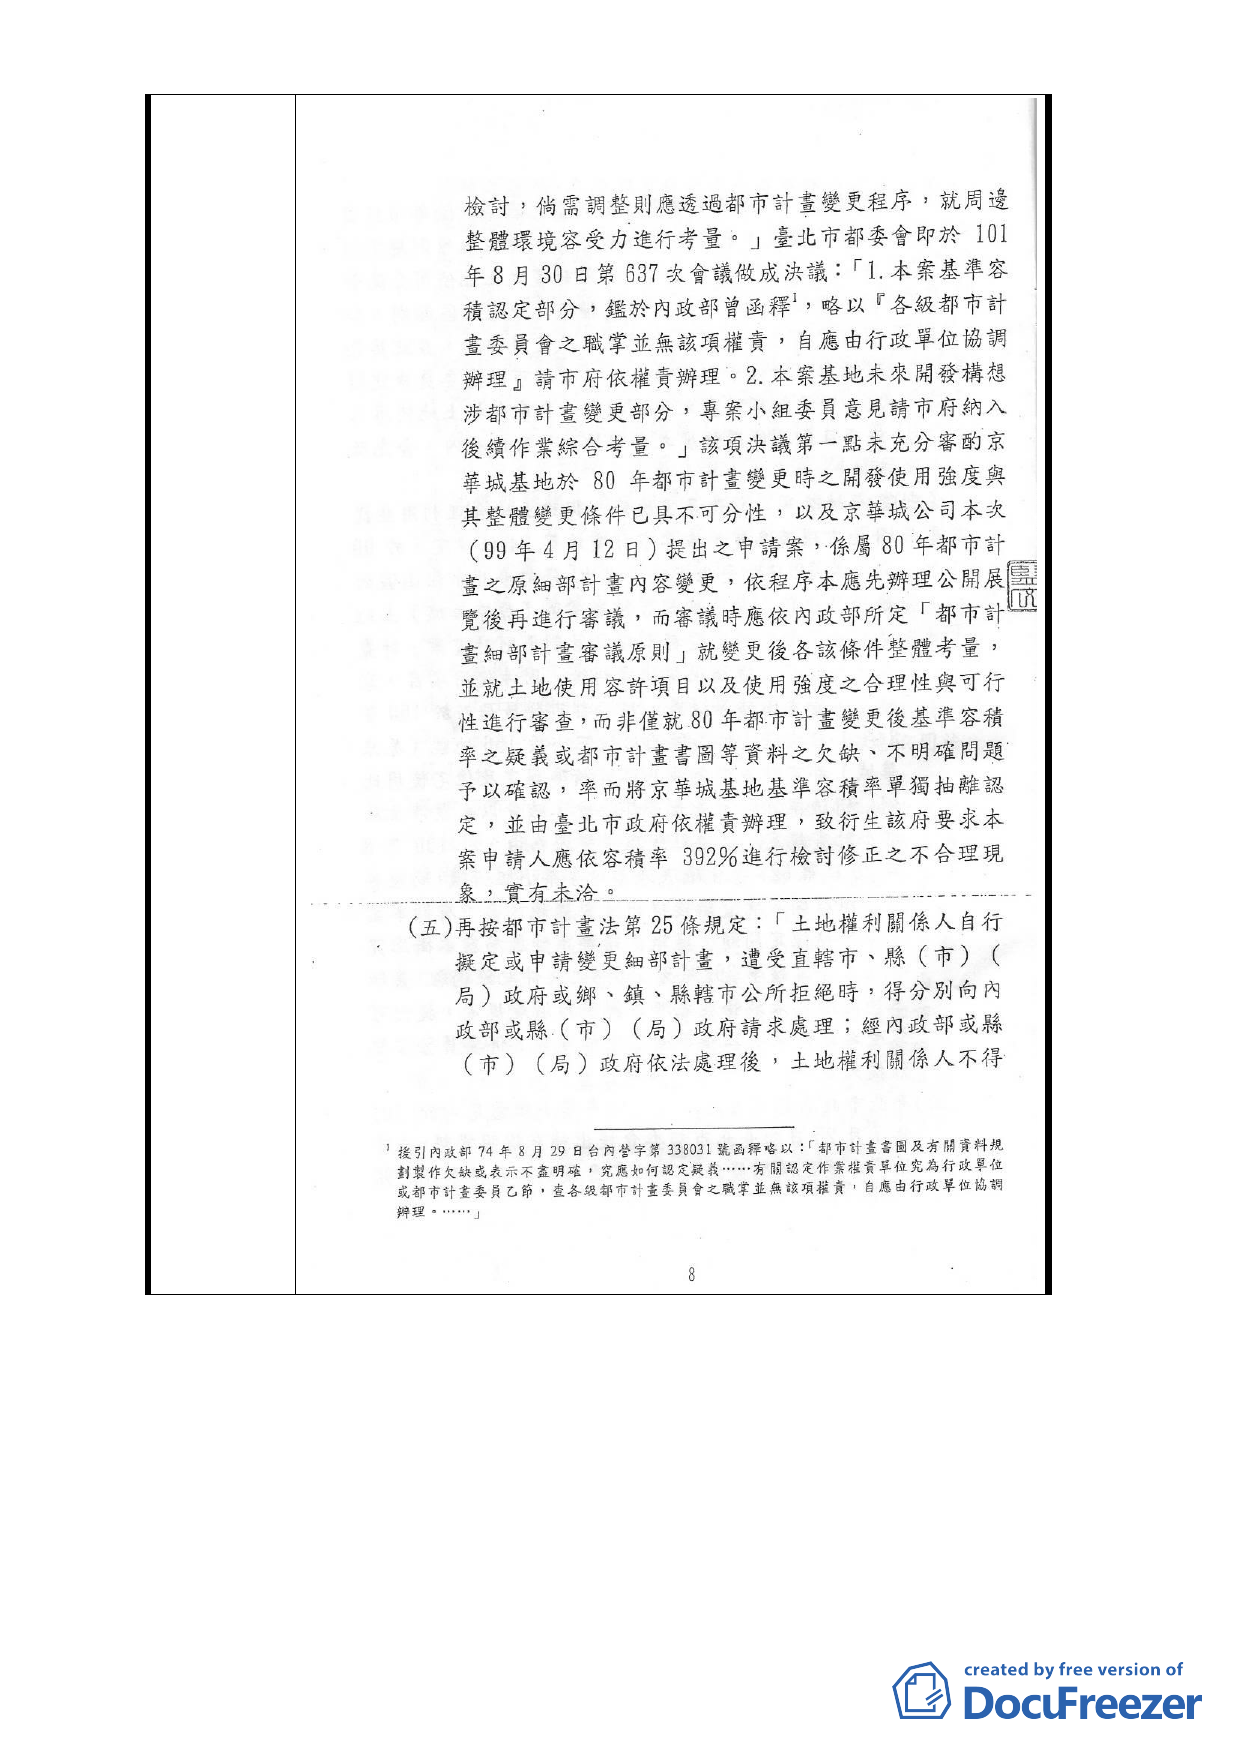 檢討，倘需調整則應透過都市計畫變更程序，就周邊
整體環境容受力進行考量。」臺北市都委會即於 101
年 8 月 30 日第 637 次會議做成決議：「1.本案基準容
積認定部分，鑑於內政部曾函釋1，略以『各級都市計
畫委員會之職掌並無該項權責，自應由行政單位協調
辦理』請市府依權責辦理。2.本案基地未來開發構想
涉都市計畫變更部分，專案小組委員意見請市府納入
後續作業綜合考量。」該項決議第一點未充分審酌京
華城基地於 80 年都市計畫變更時之開發使用強度與
其整體變更條件已具不可分性，以及京華城公司本次
（99 年 4 月 12 日）提出之申請案，係屬 80 年都市計
畫之原細部計畫內容變更，依程序本應先辦理公開展
覽後再進行審議，而審議時應依內政部所定「都市計
畫細部計畫審議原則」就變更後各該條件整體考量，
並就土地使用容許項目以及使用強度之合理性與可行
性進行審查，而非僅就 80 年都市計畫變更後基準容積
率之疑義或都市計畫書圖等資料之欠缺、不明確問題
予以確認，率而將京華城基地基準容積率單獨抽離認
定，並由臺北市政府依權責辦理，致衍生該府要求本
案申請人應依容積率 392%進行檢討修正之不合理現
象，實有未洽。
(五)再按都市計畫法第 25 條規定：「土地權利關係人自行
擬定或申請變更細部計畫，遭受直轄市、縣（市）（
局）政府或鄉、鎮、縣轄市公所拒絕時，得分別向內
政部或縣（市）（局）政府請求處理；經內政部或縣
（市）（局）政府依法處理後，土地權利關係人不得
1 援引內政部 74 年 8 月 29 日台內營字第 338031 號函釋略以：「都市計畫書圖及有關資料規
劃製作欠缺或表示不盡明確，究應如何認定疑義……有關認定作業權責單位究為行政單位
或都市計畫委員乙節，查各級都市計畫委員會之職掌並無該項權責，自應由行政單位協調
辦理。……」
8
created by free version of
DocuFreezer